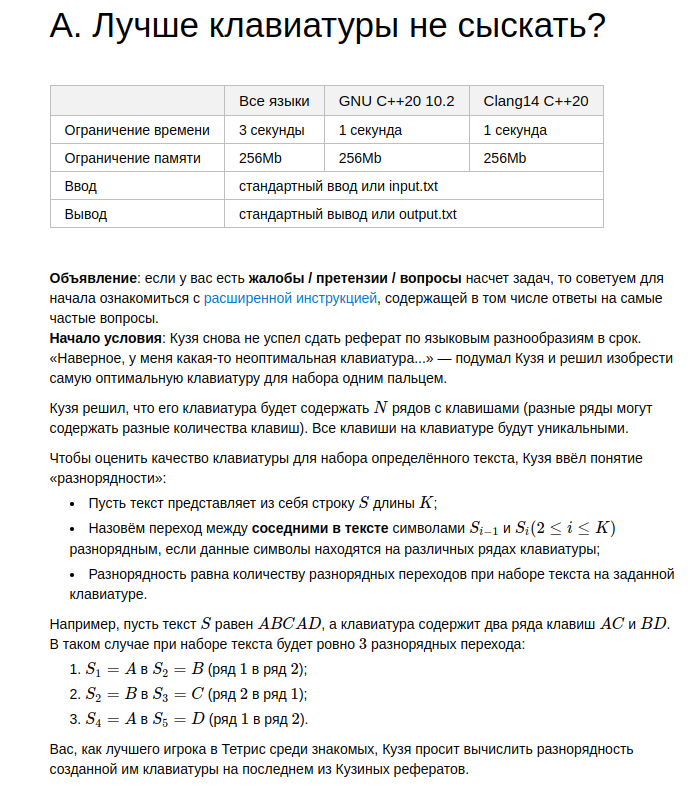 A. Лучше клавиатуры не сыскать?
Все языки GNU C++20 10.2 Clang14 C++20
Ограничение времени 3 секунды 1 секунда 1 секунда
Ограничение памяти 256Mb 256Mb 256Mb
Ввод стандартный ввод или input.txt
Вывод стандартный вывод или output.txt
Объявление: если у вас есть жалобы / претензии / вопросы насчет задач, то советуем для
начала ознакомиться с расширенной инструкцией, содержащей в том числе ответы на самые
частые вопросы.
Начало условия: Кузя снова не успел сдать реферат по языковым разнообразиям в срок.
«Наверное, у меня какая-то неоптимальная клавиатура...» — подумал Кузя и решил изобрести
самую оптимальную клавиатуру для набора одним пальцем.
Кузя решил, что его клавиатура будет содержать N рядов с клавишами (разные ряды могут
содержать разные количества клавиш). Все клавиши на клавиатуре будут уникальными.
Чтобы оценить качество клавиатуры для набора определённого текста, Кузя ввёл понятие
«разнорядности»:
• Пусть текст представляет из себя строку S длины K;
• Назовём переход между соседними в тексте символами S_{i−1} и S_i(2 ≤ i ≤ K)
разнорядным, если данные символы находятся на различных рядах клавиатуры;
• Разнорядность равна количеству разнорядных переходов при наборе текста на заданной
клавиатуре.
Например, пусть текст S равен ABCAD, а клавиатура содержит два ряда клавиш AC и BD.
В таком случае при наборе текста будет ровно 3 разнорядных перехода:
1. S_1 = A в S_2 = B (ряд 1 в ряд 2);
2. S_2 = B в S_3 = C (ряд 2 в ряд 1);
3. S_4 = A в S_5 = D (ряд 1 в ряд 2).
Вас, как лучшего игрока в Тетрис среди знакомых, Кузя просит вычислить разнорядность
созданной им клавиатуры на последнем из Кузиных рефератов.